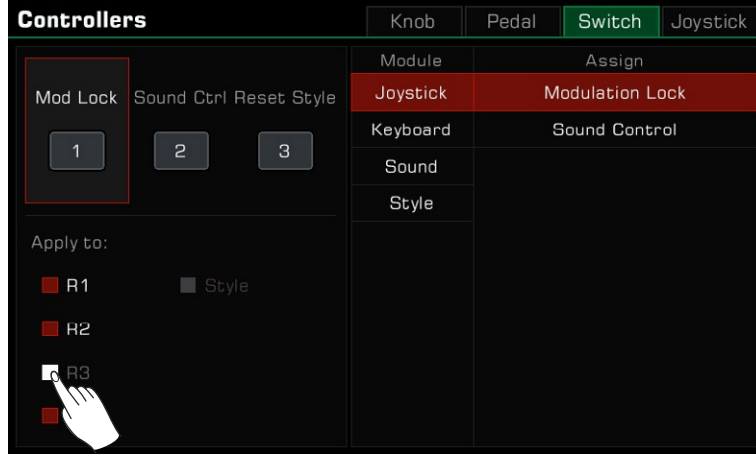 Controllers
Knob Pedal Switch Joystick
Module Assign
Mod Lock Sound Ctrl Reset Style
1 2 3
Joystick Modulation Lock
Keyboard Sound Control
Sound
Style
Apply to:
R1 Style
R2
R3